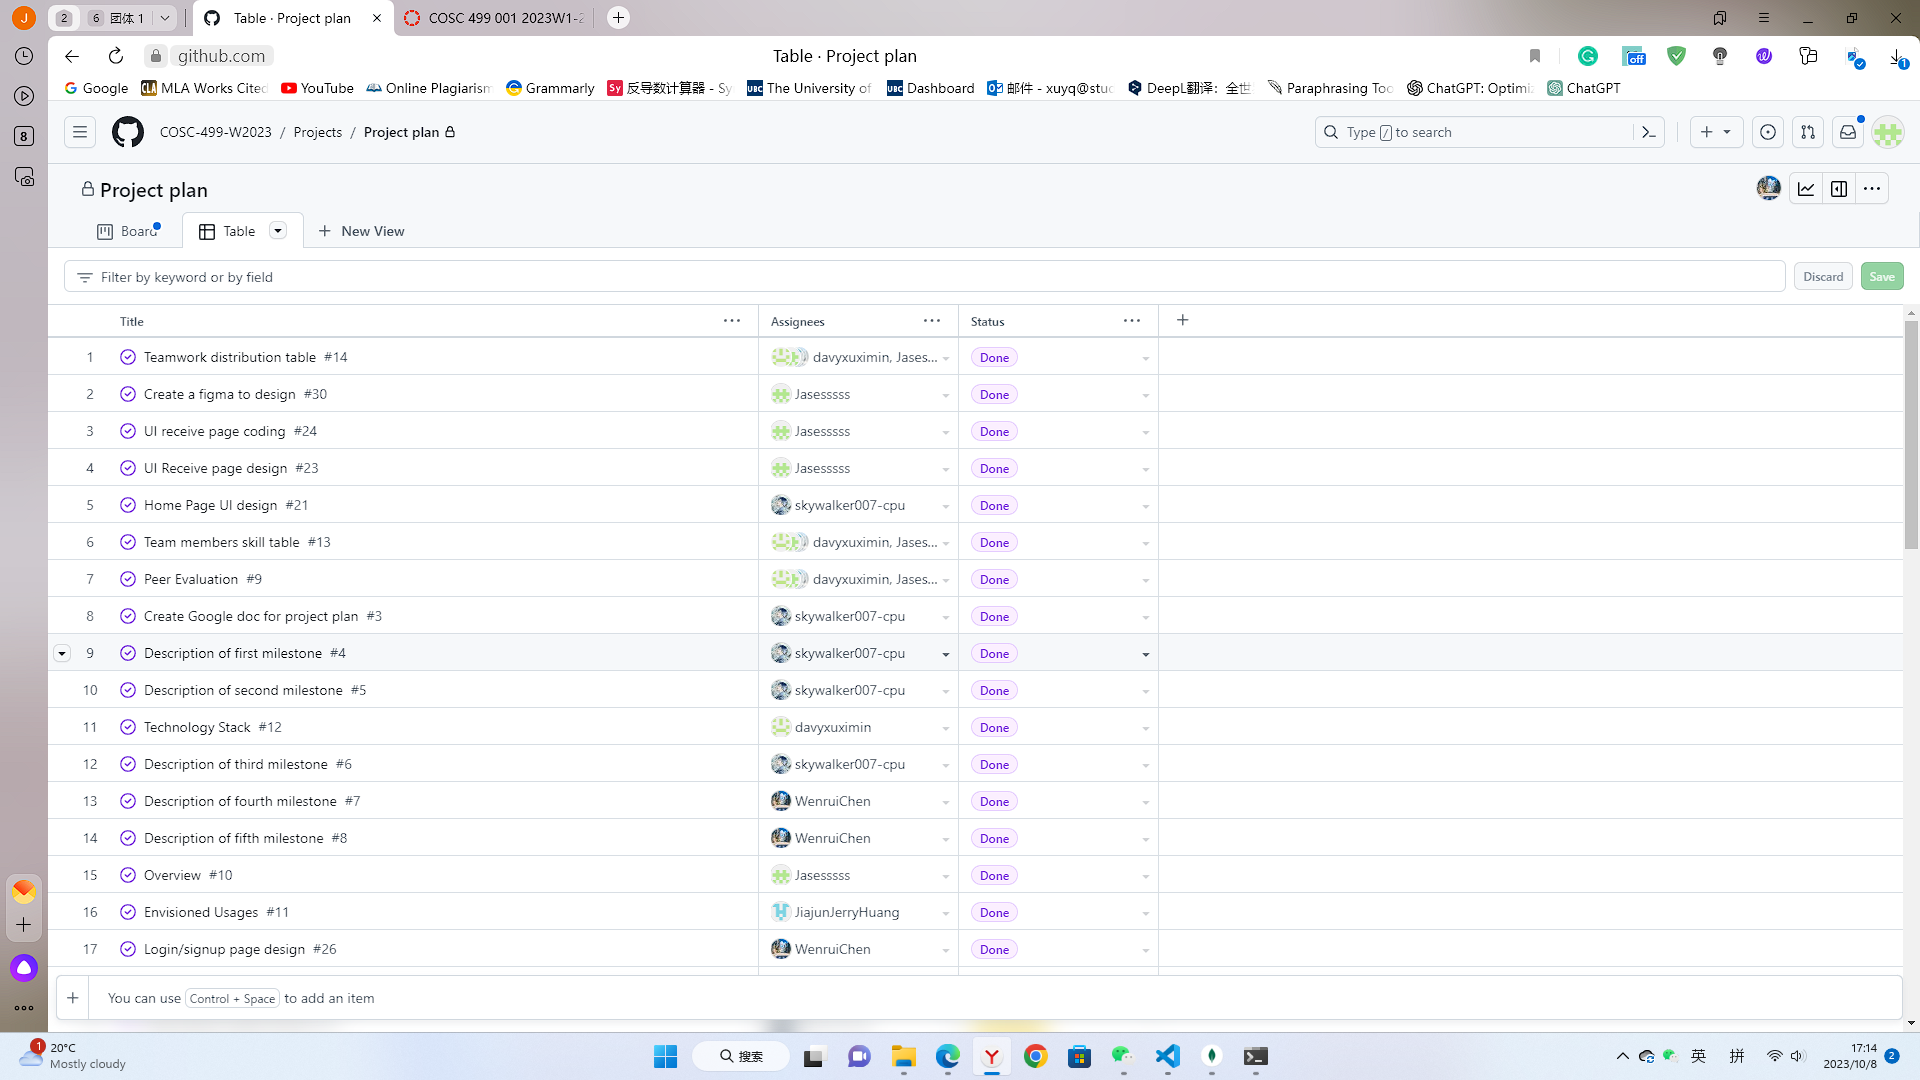 J 2 6 团体 1 Table · Project plan COSC 499 001 2023W1-2
github.com Table · Project plan off 1
Google MLA Works Cited YouTube Online Plagiarism Grammarly 反导数计算器 - Sy The University of Dashboard 邮件 - xuyq@stuc DeepL翻译：全世 Paraphrasing Too ChatGPT: Optimi ChatGPT
8
COSC-499-W2023 / Projects / Project plan Type / to search
Project plan
Board Table New View
Filter by keyword or by field Discard Save
Title Assignees Status
1 Teamwork distribution table #14 davyxuximin, Jases... Done
2 Create a figma to design #30 Jasesssss Done
3 UI receive page coding #24 Jasesssss Done
4 UI Receive page design #23 Jasesssss Done
5 Home Page UI design #21 skywalker007-cpu Done
6 Team members skill table #13 davyxuximin, Jases... Done
7 Peer Evaluation #9 davyxuximin, Jases... Done
8 Create Google doc for project plan #3 skywalker007-cpu Done
9 Description of first milestone #4 skywalker007-cpu Done
10 Description of second milestone #5 skywalker007-cpu Done
11 Technology Stack #12 davyxuximin Done
12 Description of third milestone #6 skywalker007-cpu Done
13 Description of fourth milestone #7 WenruiChen Done
14 Description of fifth milestone #8 WenruiChen Done
15 Overview #10 Jasesssss Done
16 Envisioned Usages #11 JiajunJerryHuang Done
17 Login/signup page design #26 WenruiChen Done
You can use Control + Space to add an item
1 20°C
Mostly cloudy
搜索
英 拼
17:14
2023/10/8 2